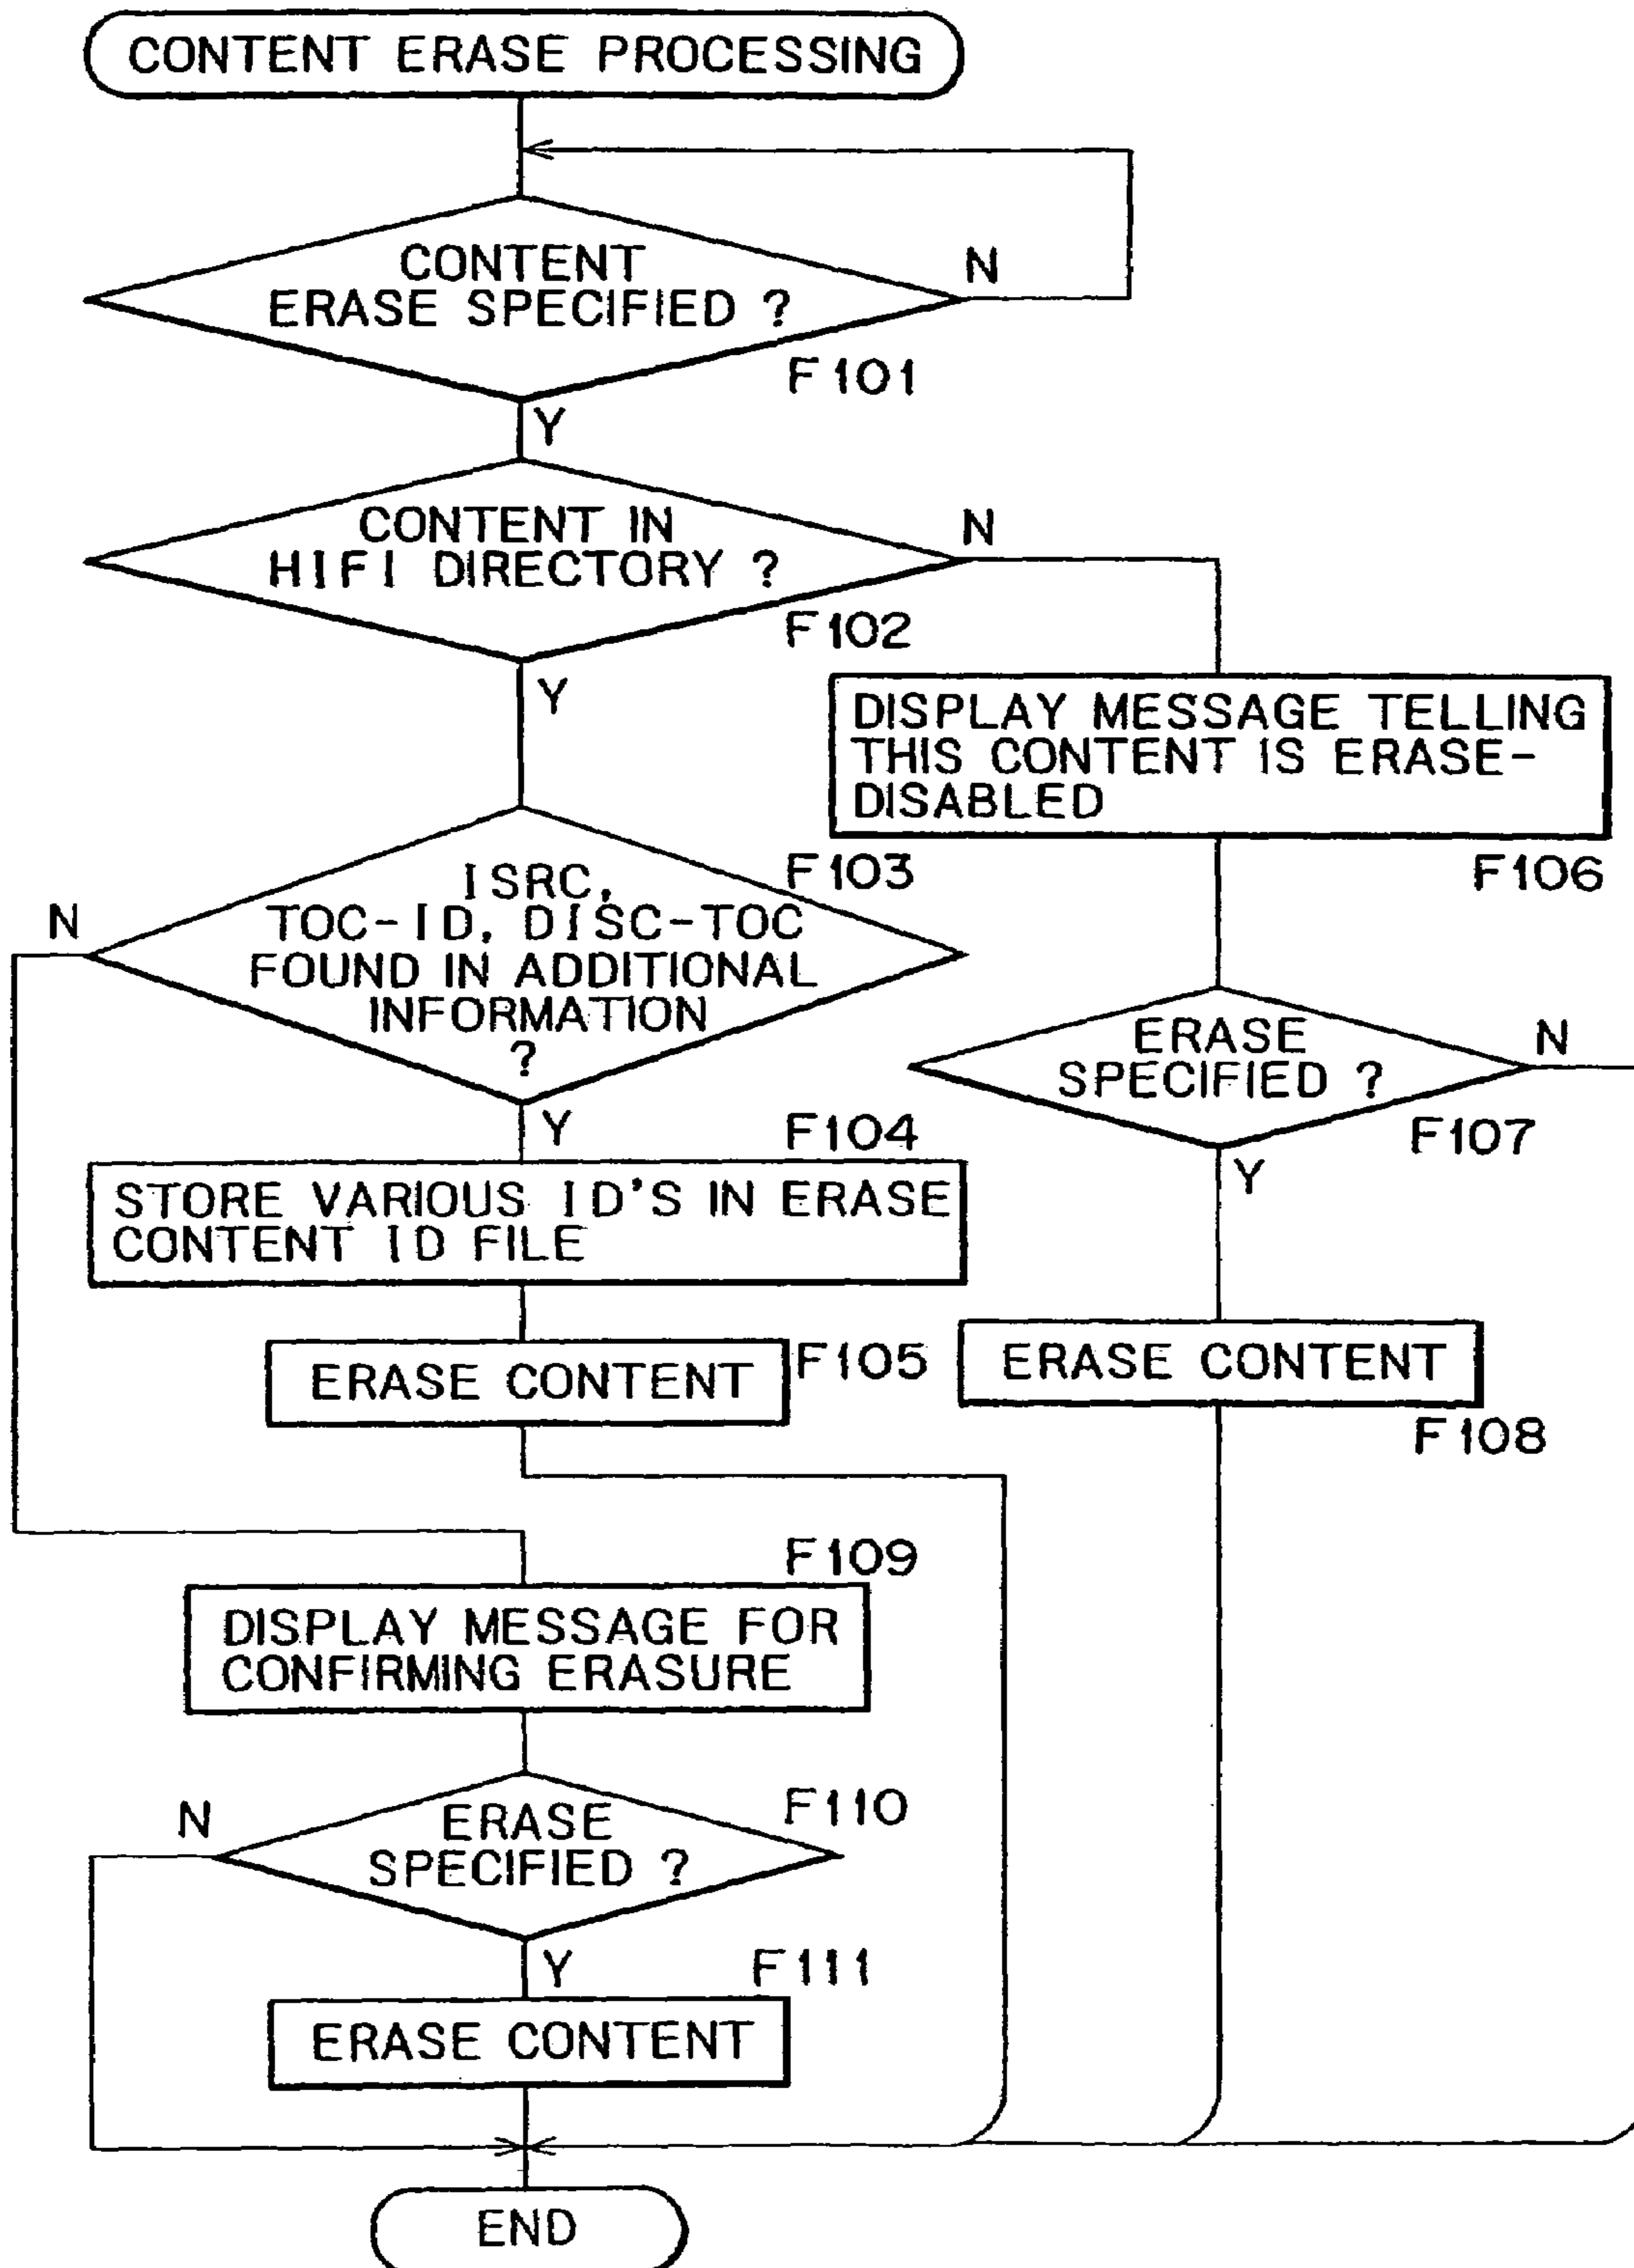 CONTENT ERASE PROCESSING
CONTENT
ERASE SPECIFIED ?
N
F101
Y
CONTENT IN
HIFI DIRECTORY ?
N
F102
Y
DISPLAY MESSAGE TELLING
THIS CONTENT IS ERASE-
DISABLED
F106
ISRC,
TOC-ID, DISC-TOC
FOUND IN ADDITIONAL
INFORMATION
?
F103
N
Y
ERASE
SPECIFIED ?
N
F107
Y
F104
STORE VARIOUS ID'S IN ERASE
CONTENT ID FILE
ERASE CONTENT
F105
ERASE CONTENT
F108
F109
DISPLAY MESSAGE FOR
CONFIRMING ERASURE
N
ERASE
SPECIFIED ?
F110
Y
F111
ERASE CONTENT
END